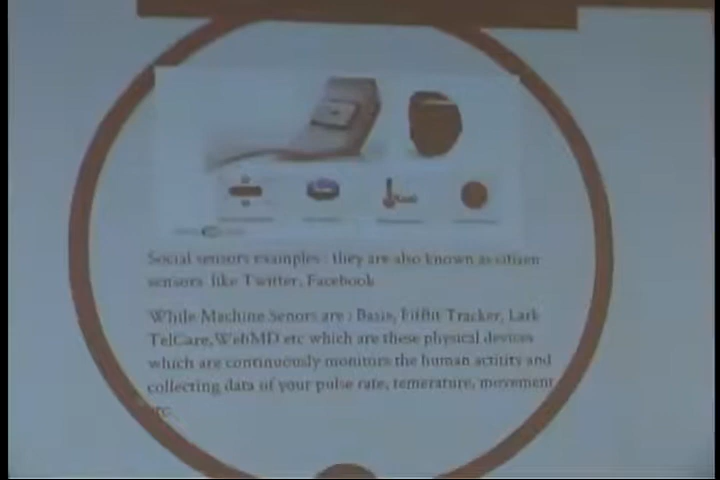 Social sensors examples : they are also known as citizen
sensors like Twitter, Facebook
While Machine Senors are : Basis, FitBit Tracker, Lark
TelCare, WebMD etc which are these physical devices
which are continuously monitors the human actitity and
collecting data of your pulse rate, temerature, movement
etc